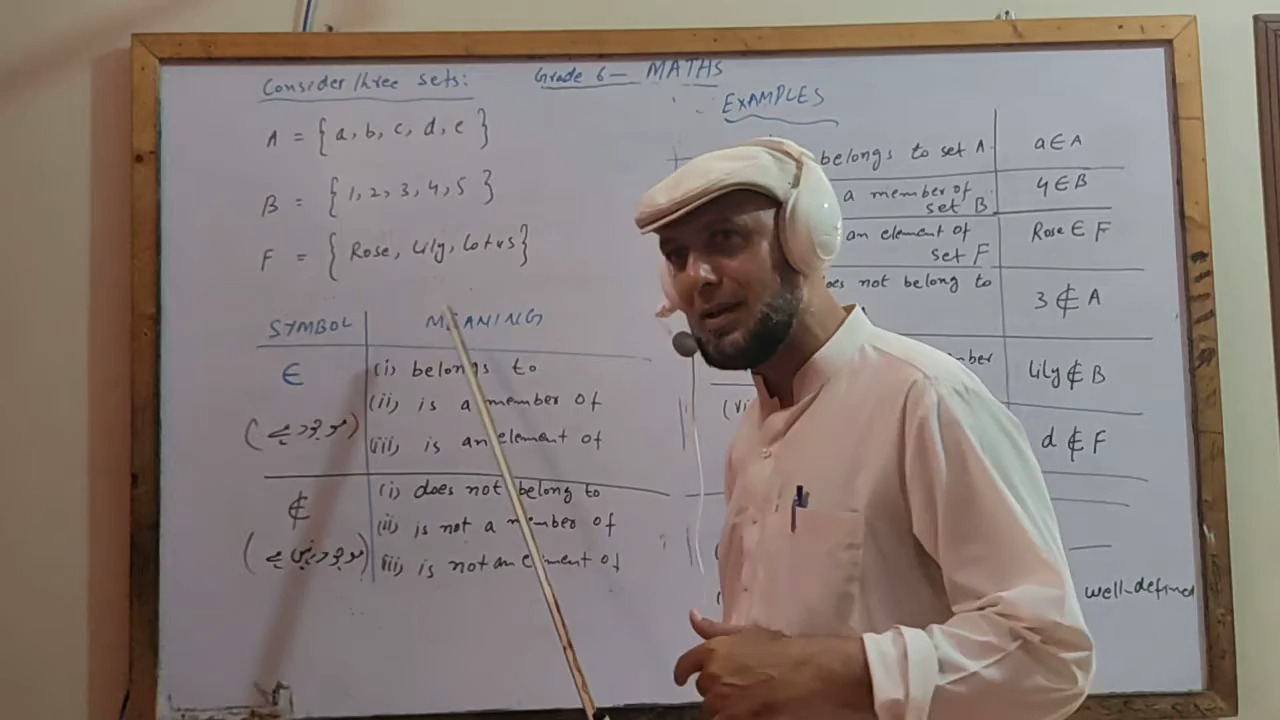 Grade 6 — MATHS
Consider three sets:
A = { a, b, c, d, e }
B = { 1, 2, 3, 4, 5 }
F = { Rose, Lily, Lotus }
SYMBOL MEANING
∈ (i) belongs to
(ii) is a member of
(موجود ہے) (iii) is an element of
∉ (i) does not belong to
(ii) is not a member of
(موجود نہیں ہے) (iii) is not an element of
EXAMPLES
belongs to set A a ∈ A
a member of set B 4 ∈ B
an element of set F Rose ∈ F
does not belong to 3 ∉ A
Lily ∉ B
d ∉ F
well-defined